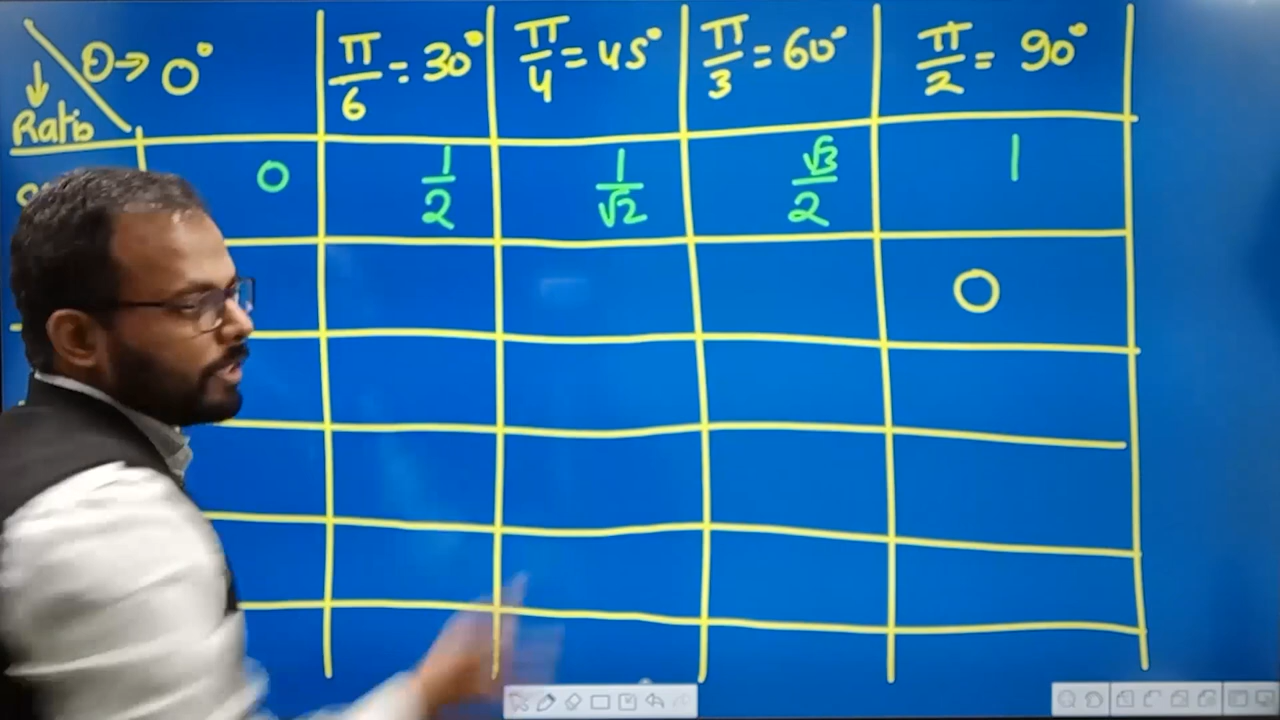 θ→ 0° π/6 = 30° π/4 = 45° π/3 = 60° π/2 = 90°
↓
Ratio
0 1/2 1/√2 √3/2 1
0